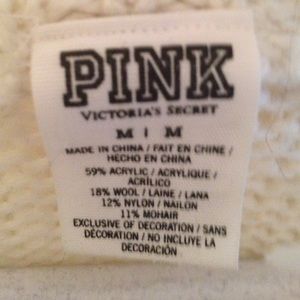 PINK
VICTORIA'S SECRET
M | M
MADE IN CHINA / FAIT EN CHINE /
HECHO EN CHINA
59% ACRYLIC / ACRYLIQUE /
ACRÍLICO
18% WOOL / LAINE / LANA
12% NYLON / NAILON
11% MOHAIR
EXCLUSIVE OF DECORATION / SANS
DÉCORATION / NO INCLUYE LA
DECORACIÓN